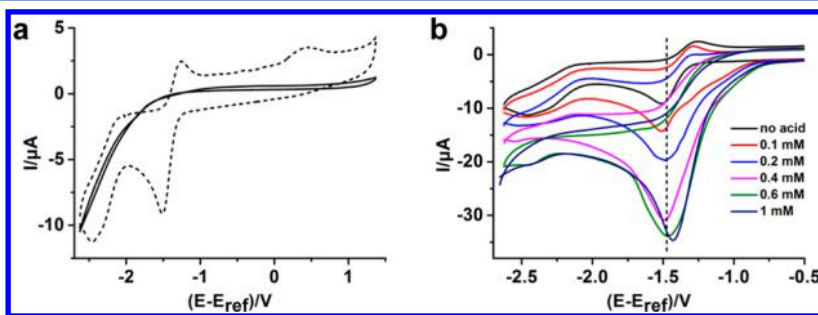 a
5
0
-5
-10
I/µA
-2
-1
0
1
(E-Eref)/V
b
0
-10
-20
-30
I/µA
no acid
0.1 mM
0.2 mM
0.4 mM
0.6 mM
1 mM
-2.5
-2.0
-1.5
-1.0
-0.5
(E-Eref)/V